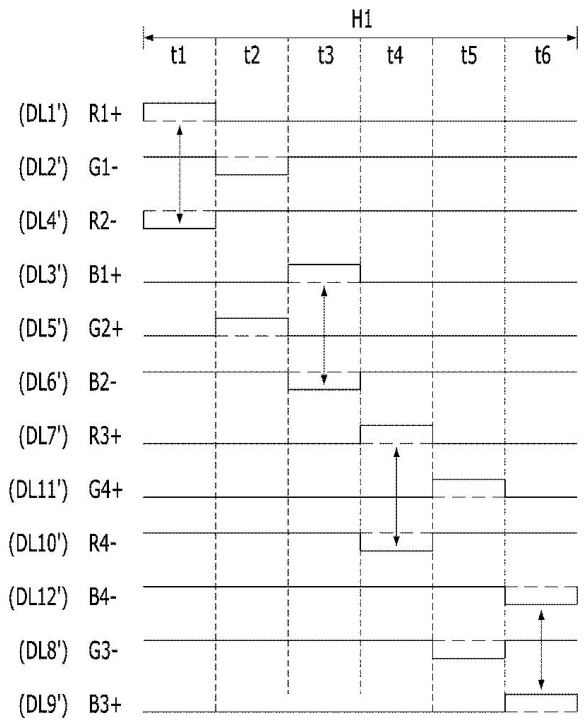 H1
t1 t2 t3 t4 t5 t6
(DL1') R1+
(DL2') G1-
(DL4') R2-
(DL3') B1+
(DL5') G2+
(DL6') B2-
(DL7') R3+
(DL11') G4+
(DL10') R4-
(DL12') B4-
(DL8') G3-
(DL9') B3+